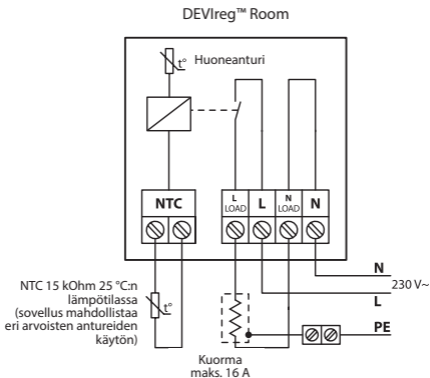 DEVIreg™ Room
t°
Huoneanturi
NTC
L
LOAD
L
N
LOAD
N
N
230 V~
L
PE
NTC 15 kOhm 25 °C:n
lämpötilassa
(sovellus mahdollistaa
eri arvoisten antureiden
käytön)
t°
Kuorma
maks. 16 A